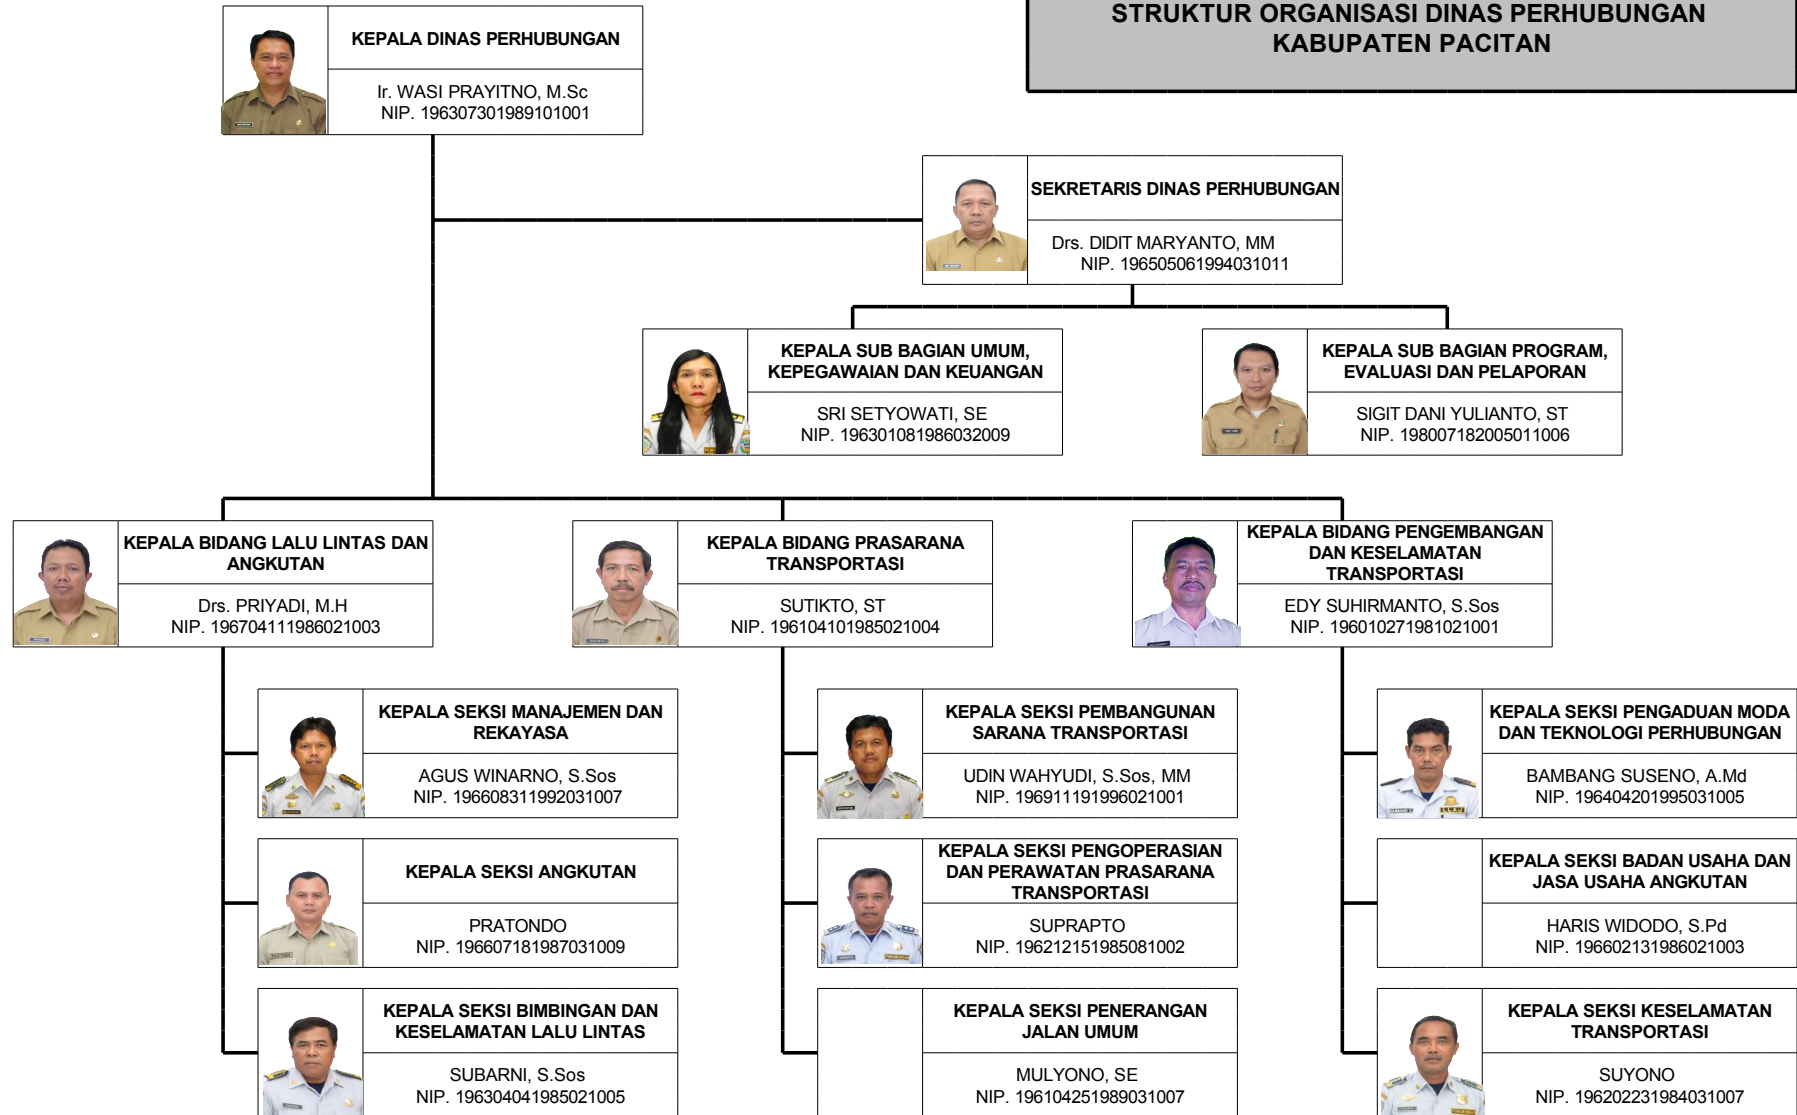 STRUKTUR ORGANISASI DINAS PERHUBUNGAN
KABUPATEN PACITAN
KEPALA DINAS PERHUBUNGAN
Ir. WASI PRAYITNO, M.Sc
NIP. 196307301989101001
SEKRETARIS DINAS PERHUBUNGAN
Drs. DIDIT MARYANTO, MM
NIP. 196505061994031011
KEPALA SUB BAGIAN UMUM,
KEPEGAWAIAN DAN KEUANGAN
SRI SETYOWATI, SE
NIP. 196301081986032009
KEPALA SUB BAGIAN PROGRAM,
EVALUASI DAN PELAPORAN
SIGIT DANI YULIANTO, ST
NIP. 198007182005011006
KEPALA BIDANG LALU LINTAS DAN
ANGKUTAN
Drs. PRIYADI, M.H
NIP. 196704111986021003
KEPALA BIDANG PRASARANA
TRANSPORTASI
SUTIKTO, ST
NIP. 196104101985021004
KEPALA BIDANG PENGEMBANGAN
DAN KESELAMATAN
TRANSPORTASI
EDY SUHIRMANTO, S.Sos
NIP. 196010271981021001
KEPALA SEKSI MANAJEMEN DAN
REKAYASA
AGUS WINARNO, S.Sos
NIP. 196608311992031007
KEPALA SEKSI PEMBANGUNAN
SARANA TRANSPORTASI
UDIN WAHYUDI, S.Sos, MM
NIP. 196911191996021001
KEPALA SEKSI PENGADUAN MODA
DAN TEKNOLOGI PERHUBUNGAN
BAMBANG SUSENO, A.Md
NIP. 196404201995031005
LLAJ
KEPALA SEKSI ANGKUTAN
PRATONDO
NIP. 196607181987031009
KEPALA SEKSI PENGOPERASIAN
DAN PERAWATAN PRASARANA
TRANSPORTASI
SUPRAPTO
NIP. 196212151985081002
KEPALA SEKSI BADAN USAHA DAN
JASA USAHA ANGKUTAN
HARIS WIDODO, S.Pd
NIP. 196602131986021003
KEPALA SEKSI BIMBINGAN DAN
KESELAMATAN LALU LINTAS
SUBARNI, S.Sos
NIP. 196304041985021005
KEPALA SEKSI PENERANGAN
JALAN UMUM
MULYONO, SE
NIP. 196104251989031007
KEPALA SEKSI KESELAMATAN
TRANSPORTASI
SUYONO
NIP. 196202231984031007